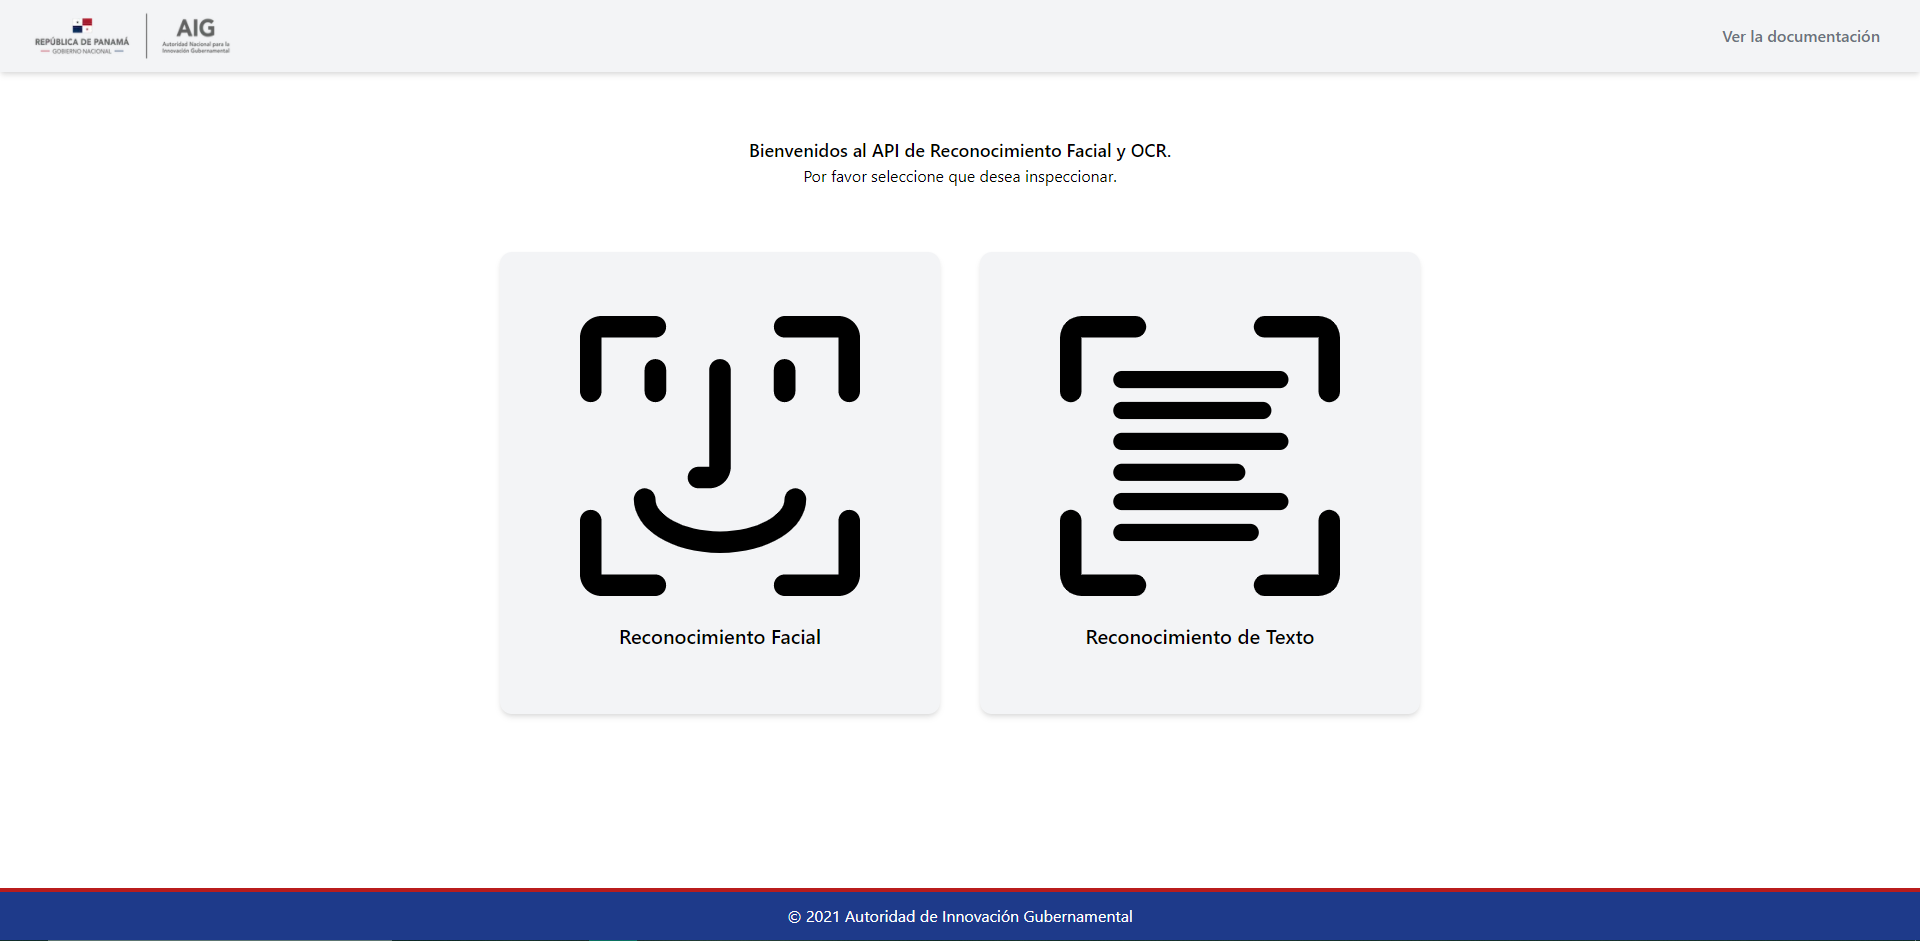 REPÚBLICA DE PANAMÁ
GOBIERNO NACIONAL
AIG
Autoridad Nacional para la
Innovación Gubernamental
Ver la documentación
Bienvenidos al API de Reconocimiento Facial y OCR.
Por favor seleccione que desea inspeccionar.
Reconocimiento Facial
Reconocimiento de Texto
© 2021 Autoridad de Innovación Gubernamental